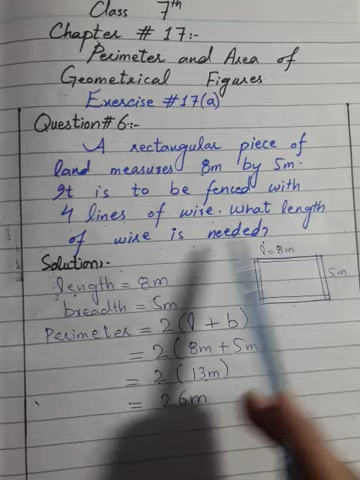 Class 7th
Chapter # 17:-
Perimeter and Area of
Geometrical Figures
Exercise #17(a)
Question#6:-
A rectangular piece of
land measures 8m by 5m.
It is to be fenced with
4 lines of wire. What length
of wire is needed?
Solution:-
l=8m
5m
length = 8m
breadth = 5m
Perimeter = 2(l + b)
= 2(8m+5m
= 2(13m)
= 26m